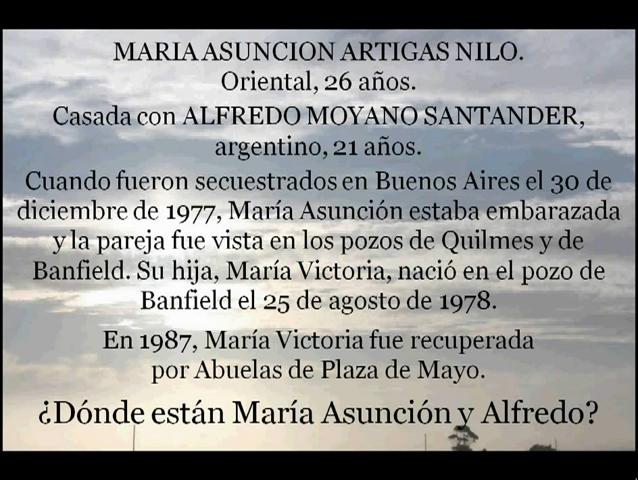 MARIA ASUNCION ARTIGAS NILO.
Oriental, 26 años.
Casada con ALFREDO MOYANO SANTANDER,
argentino, 21 años.
Cuando fueron secuestrados en Buenos Aires el 30 de
diciembre de 1977, María Asunción estaba embarazada
y la pareja fue vista en los pozos de Quilmes y de
Banfield. Su hija, María Victoria, nació en el pozo de
Banfield el 25 de agosto de 1978.
En 1987, María Victoria fue recuperada
por Abuelas de Plaza de Mayo.
¿Dónde están María Asunción y Alfredo?